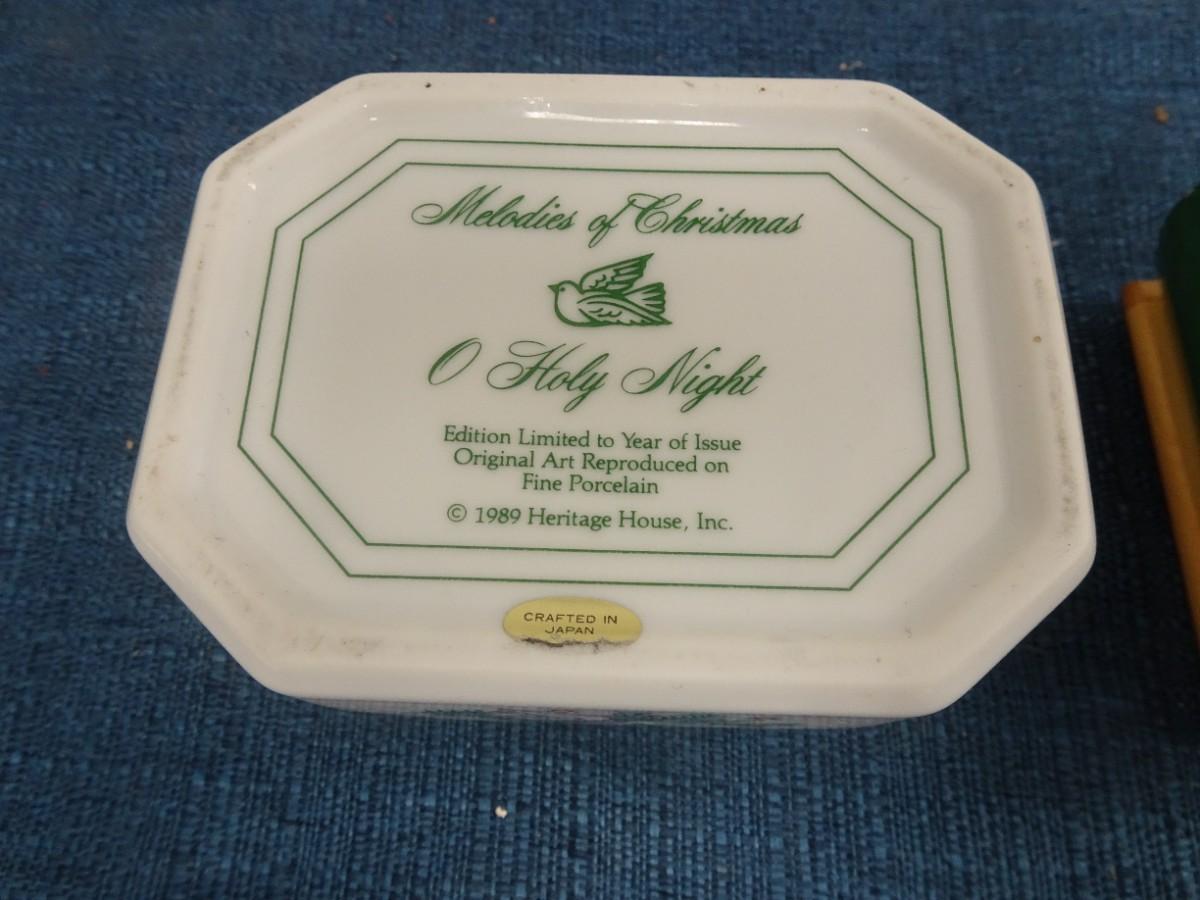 Melodies of Christmas
O Holy Night
Edition Limited to Year of Issue
Original Art Reproduced on
Fine Porcelain
© 1989 Heritage House, Inc.
CRAFTED IN
JAPAN